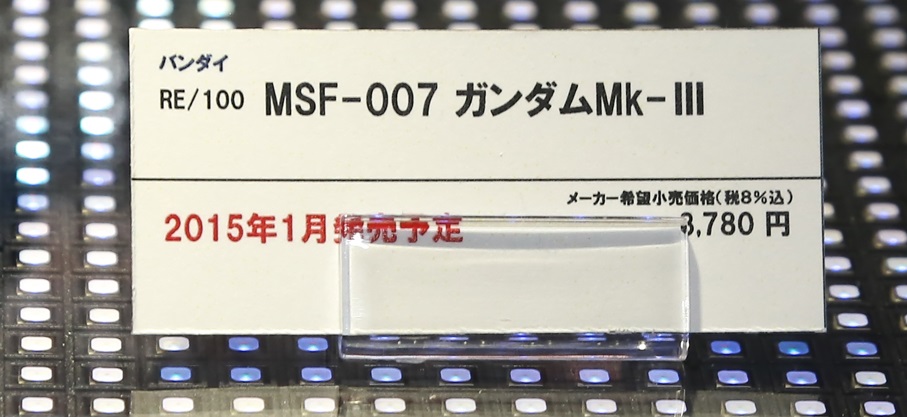 バンダイ
RE/100 MSF-007 ガンダムMk-III
メーカー希望小売価格(税8%込)
2015年1月発売予定 3,780 円